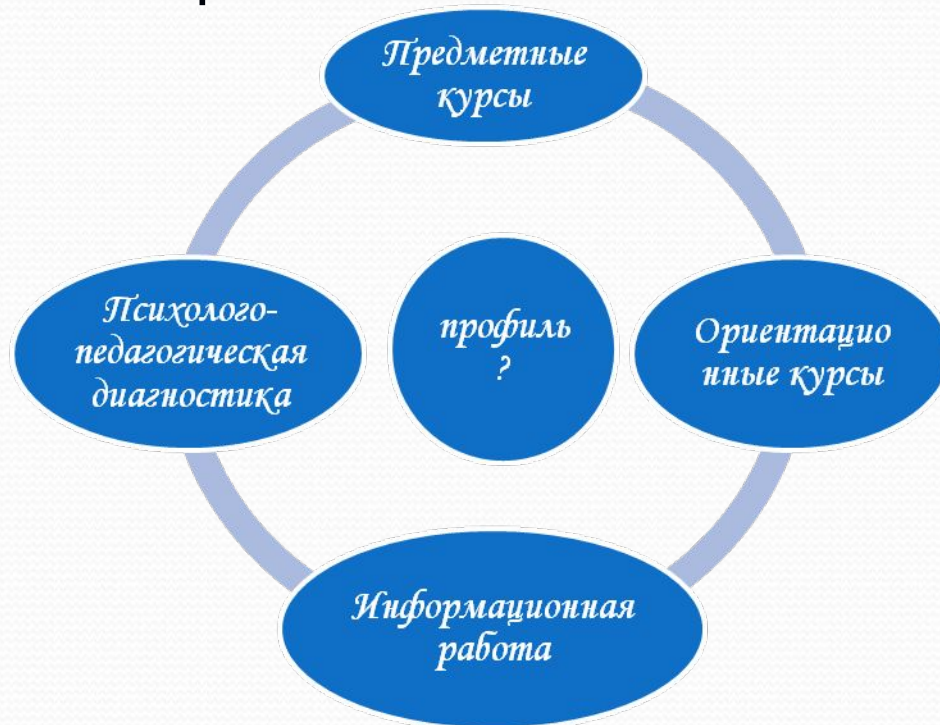 Предметные
курсы
Психолого-
педагогическая
диагностика
профиль
?
Ориентацио
нные курсы
Информационная
работа